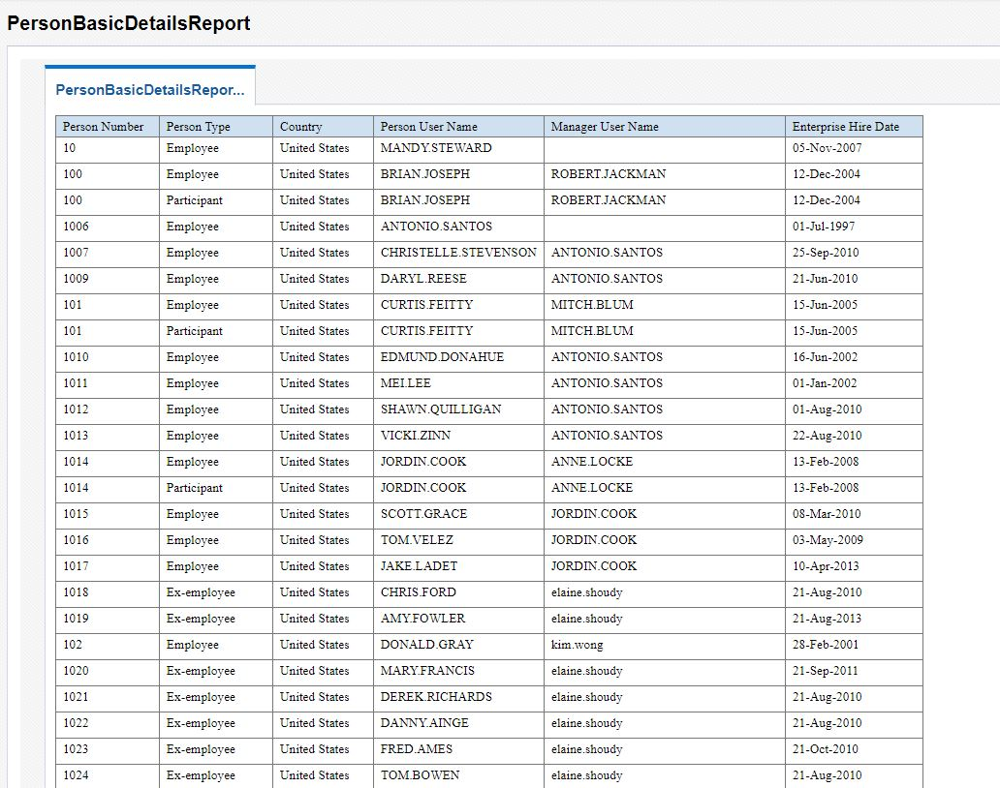 PersonBasicDetailsReport
PersonBasicDetailsRepor...
Person Number Person Type Country Person User Name Manager User Name Enterprise Hire Date
10 Employee United States MANDY.STEWARD 05-Nov-2007
100 Employee United States BRIAN.JOSEPH ROBERT.JACKMAN 12-Dec-2004
100 Participant United States BRIAN.JOSEPH ROBERT.JACKMAN 12-Dec-2004
1006 Employee United States ANTONIO.SANTOS 01-Jul-1997
1007 Employee United States CHRISTELLE.STEVENSON ANTONIO.SANTOS 25-Sep-2010
1009 Employee United States DARYL.REESE ANTONIO.SANTOS 21-Jun-2010
101 Employee United States CURTIS.FEITTY MITCH.BLUM 15-Jun-2005
101 Participant United States CURTIS.FEITTY MITCH.BLUM 15-Jun-2005
1010 Employee United States EDMUND.DONAHUE ANTONIO.SANTOS 16-Jun-2002
1011 Employee United States MEI.LEE ANTONIO.SANTOS 01-Jan-2002
1012 Employee United States SHAWN.QUILLIGAN ANTONIO.SANTOS 01-Aug-2010
1013 Employee United States VICKI.ZINN ANTONIO.SANTOS 22-Aug-2010
1014 Employee United States JORDIN.COOK ANNE.LOCKE 13-Feb-2008
1014 Participant United States JORDIN.COOK ANNE.LOCKE 13-Feb-2008
1015 Employee United States SCOTT.GRACE JORDIN.COOK 08-Mar-2010
1016 Employee United States TOM.VELEZ JORDIN.COOK 03-May-2009
1017 Employee United States JAKE.LADET JORDIN.COOK 10-Apr-2013
1018 Ex-employee United States CHRIS.FORD elaine.shoudy 21-Aug-2010
1019 Ex-employee United States AMY.FOWLER elaine.shoudy 21-Aug-2013
102 Employee United States DONALD.GRAY kim.wong 28-Feb-2001
1020 Ex-employee United States MARY.FRANCIS elaine.shoudy 21-Sep-2011
1021 Ex-employee United States DEREK.RICHARDS elaine.shoudy 21-Aug-2010
1022 Ex-employee United States DANNY.AINGE elaine.shoudy 21-Aug-2010
1023 Ex-employee United States FRED.AMES elaine.shoudy 21-Oct-2010
1024 Ex-employee United States TOM.BOWEN elaine.shoudy 21-Aug-2010